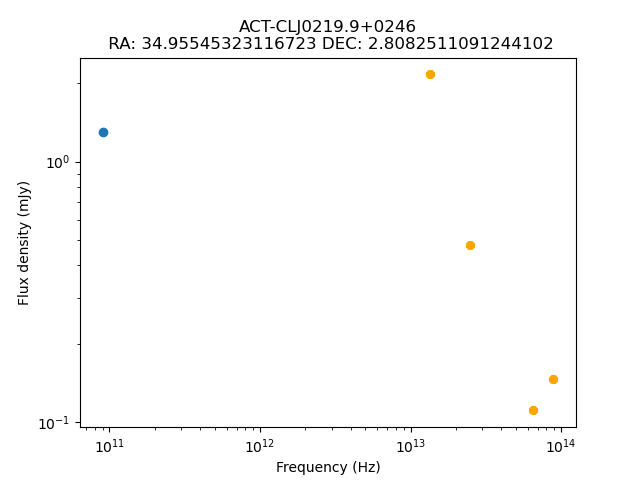 ACT-CLJ0219.9+0246
RA: 34.95545323116723 DEC: 2.8082511091244102
Flux density (mJy)
10⁰
10⁻¹
10¹¹ 10¹² 10¹³ 10¹⁴
Frequency (Hz)